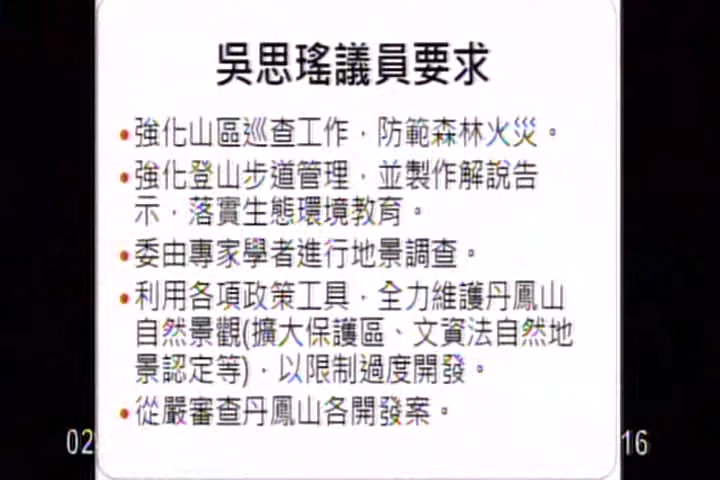 吳思瑤議員要求
•強化山區巡查工作，防範森林火災。
•強化登山步道管理，並製作解說告
示，落實生態環境教育。
•委由專家學者進行地景調查。
•利用各項政策工具，全力維護丹鳳山
自然景觀(擴大保護區、文資法自然地
景認定等)，以限制過度開發。
•從嚴審查丹鳳山各開發案。
02
16